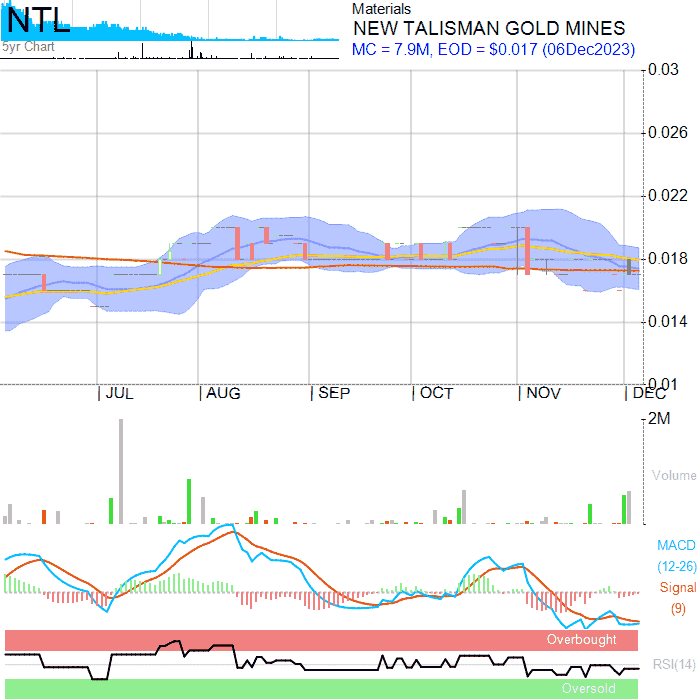 NTL
5yr Chart
Materials
NEW TALISMAN GOLD MINES
MC = 7.9M, EOD = $0.017 (06Dec2023)
0.03
0.026
0.022
0.018
0.014
0.01
JUL AUG SEP OCT NOV DEC
2M
Volume
MACD
(12-26)
Signal
(9)
Overbought
RSI(14)
Oversold